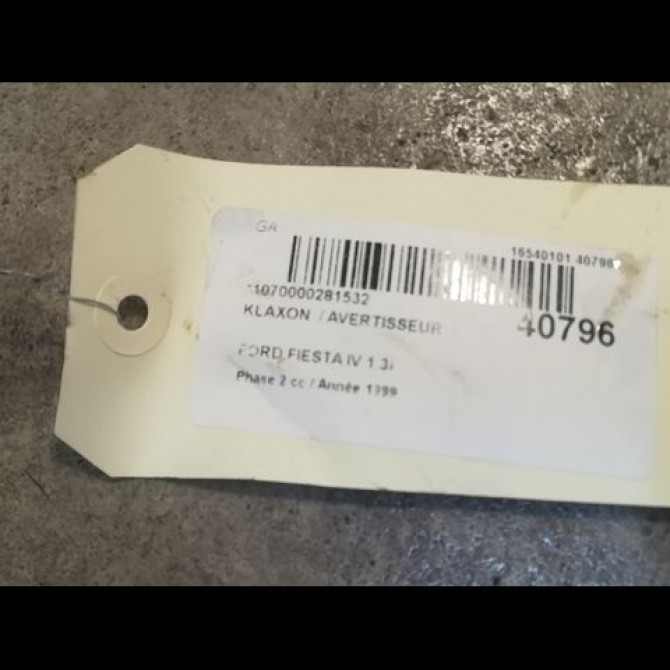 GA
16540101 40796
11070000281532
KLAXON / AVERTISSEUR
40796
FORD FIESTA IV 1.3i
Phase 2 cc / Année 1999